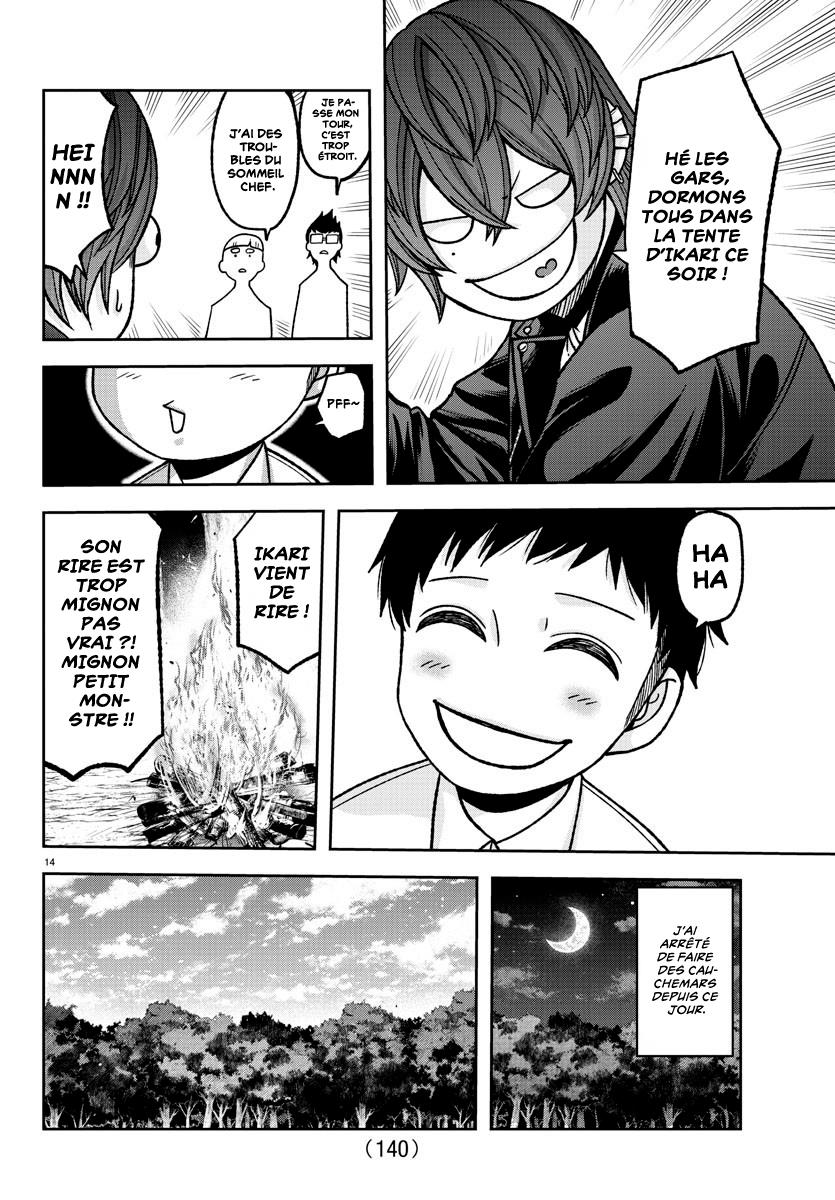 HÉ LES
GARS,
DORMONS
TOUS DANS
LA TENTE
D'IKARI CE
SOIR !
JE PA-
SSE MON
TOUR,
C'EST
TROP
ÉTROIT.
J'AI DES
TROU-
BLES DU
SOMMEIL
CHEF.
HEI
NNN
N !!
PFF~
HA
HA
IKARI
VIENT
DE
RIRE !
SON
RIRE EST
TROP
MIGNON
PAS
VRAI ?!
MIGNON
PETIT
MON-
STRE !!
14
J'AI
ARRÊTÉ
DE FAIRE
DES CAU-
CHEMARS
DEPUIS CE
JOUR.
(140)